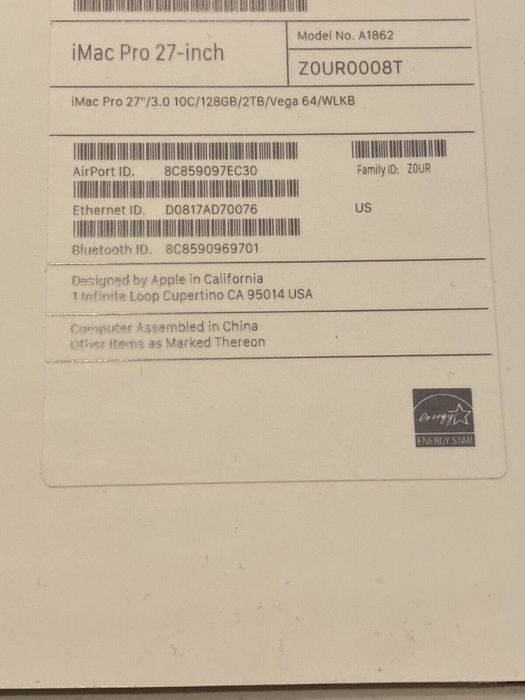 iMac Pro 27-inch
Model No. A1862
Z0UR0008T
iMac Pro 27"/3.0 10C/128GB/2TB/Vega 64/WLKB
AirPort ID. 8C859097EC30
Family ID: Z0UR
Ethernet ID. D0817AD70076
US
Bluetooth ID. 8C8590969701
Designed by Apple in California
1 Infinite Loop Cupertino CA 95014 USA
Computer Assembled in China
Other Items as Marked Thereon
energy
ENERGY STAR